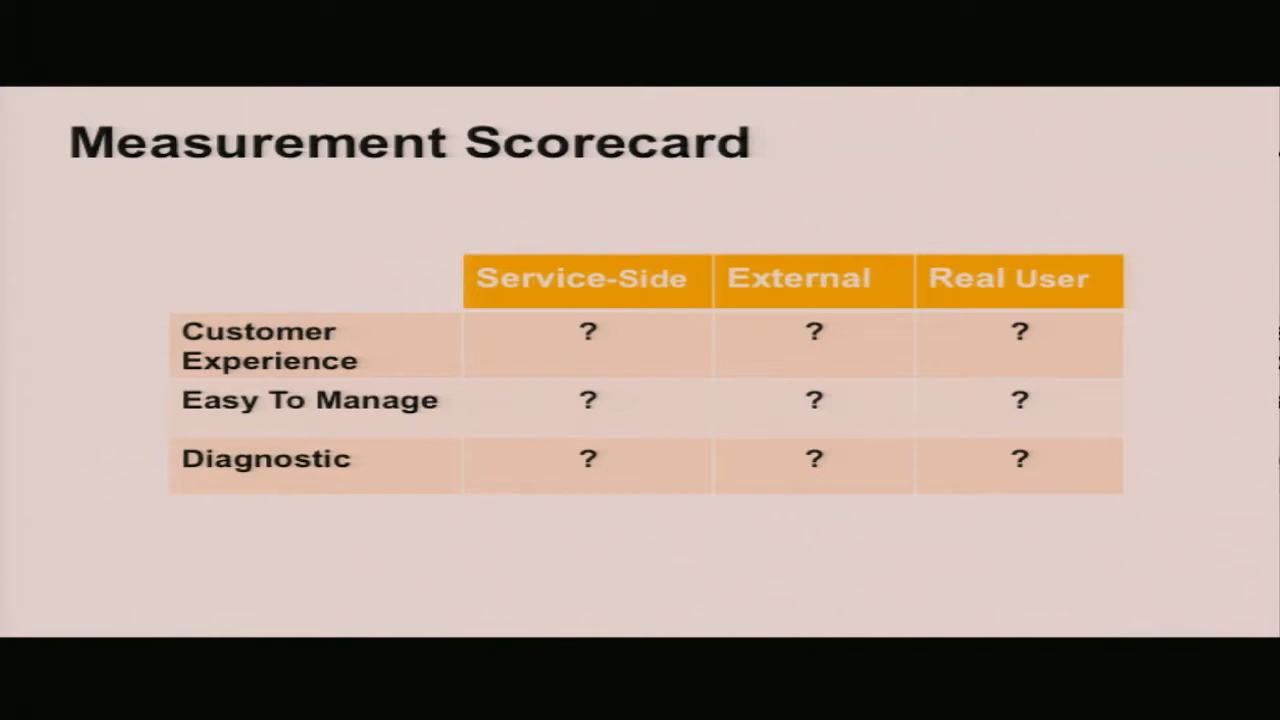 Measurement Scorecard
Service-Side External Real User
Customer Experience ? ? ?
Easy To Manage ? ? ?
Diagnostic ? ? ?